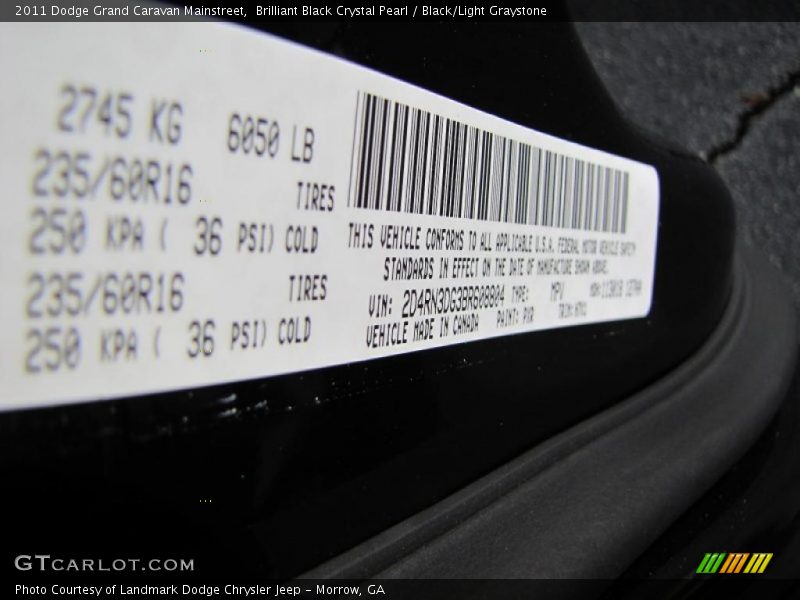 2011 Dodge Grand Caravan Mainstreet, Brilliant Black Crystal Pearl / Black/Light Graystone
2745 KG 6050 LB
235/60R16 TIRES
250 KPA ( 36 PSI) COLD
235/60R16 TIRES
250 KPA ( 36 PSI) COLD
THIS VEHICLE CONFORMS TO ALL APPLICABLE U.S.A. FEDERAL MOTOR VEHICLE SAFETY
STANDARDS IN EFFECT ON THE DATE OF MANUFACTURE SHOWN ABOVE.
VIN: 2D4RN3DG3BR608804 TYPE: MPV
VEHICLE MADE IN CANADA PAINT: PXR TRIM:
GTCARLOT.COM
Photo Courtesy of Landmark Dodge Chrysler Jeep - Morrow, GA